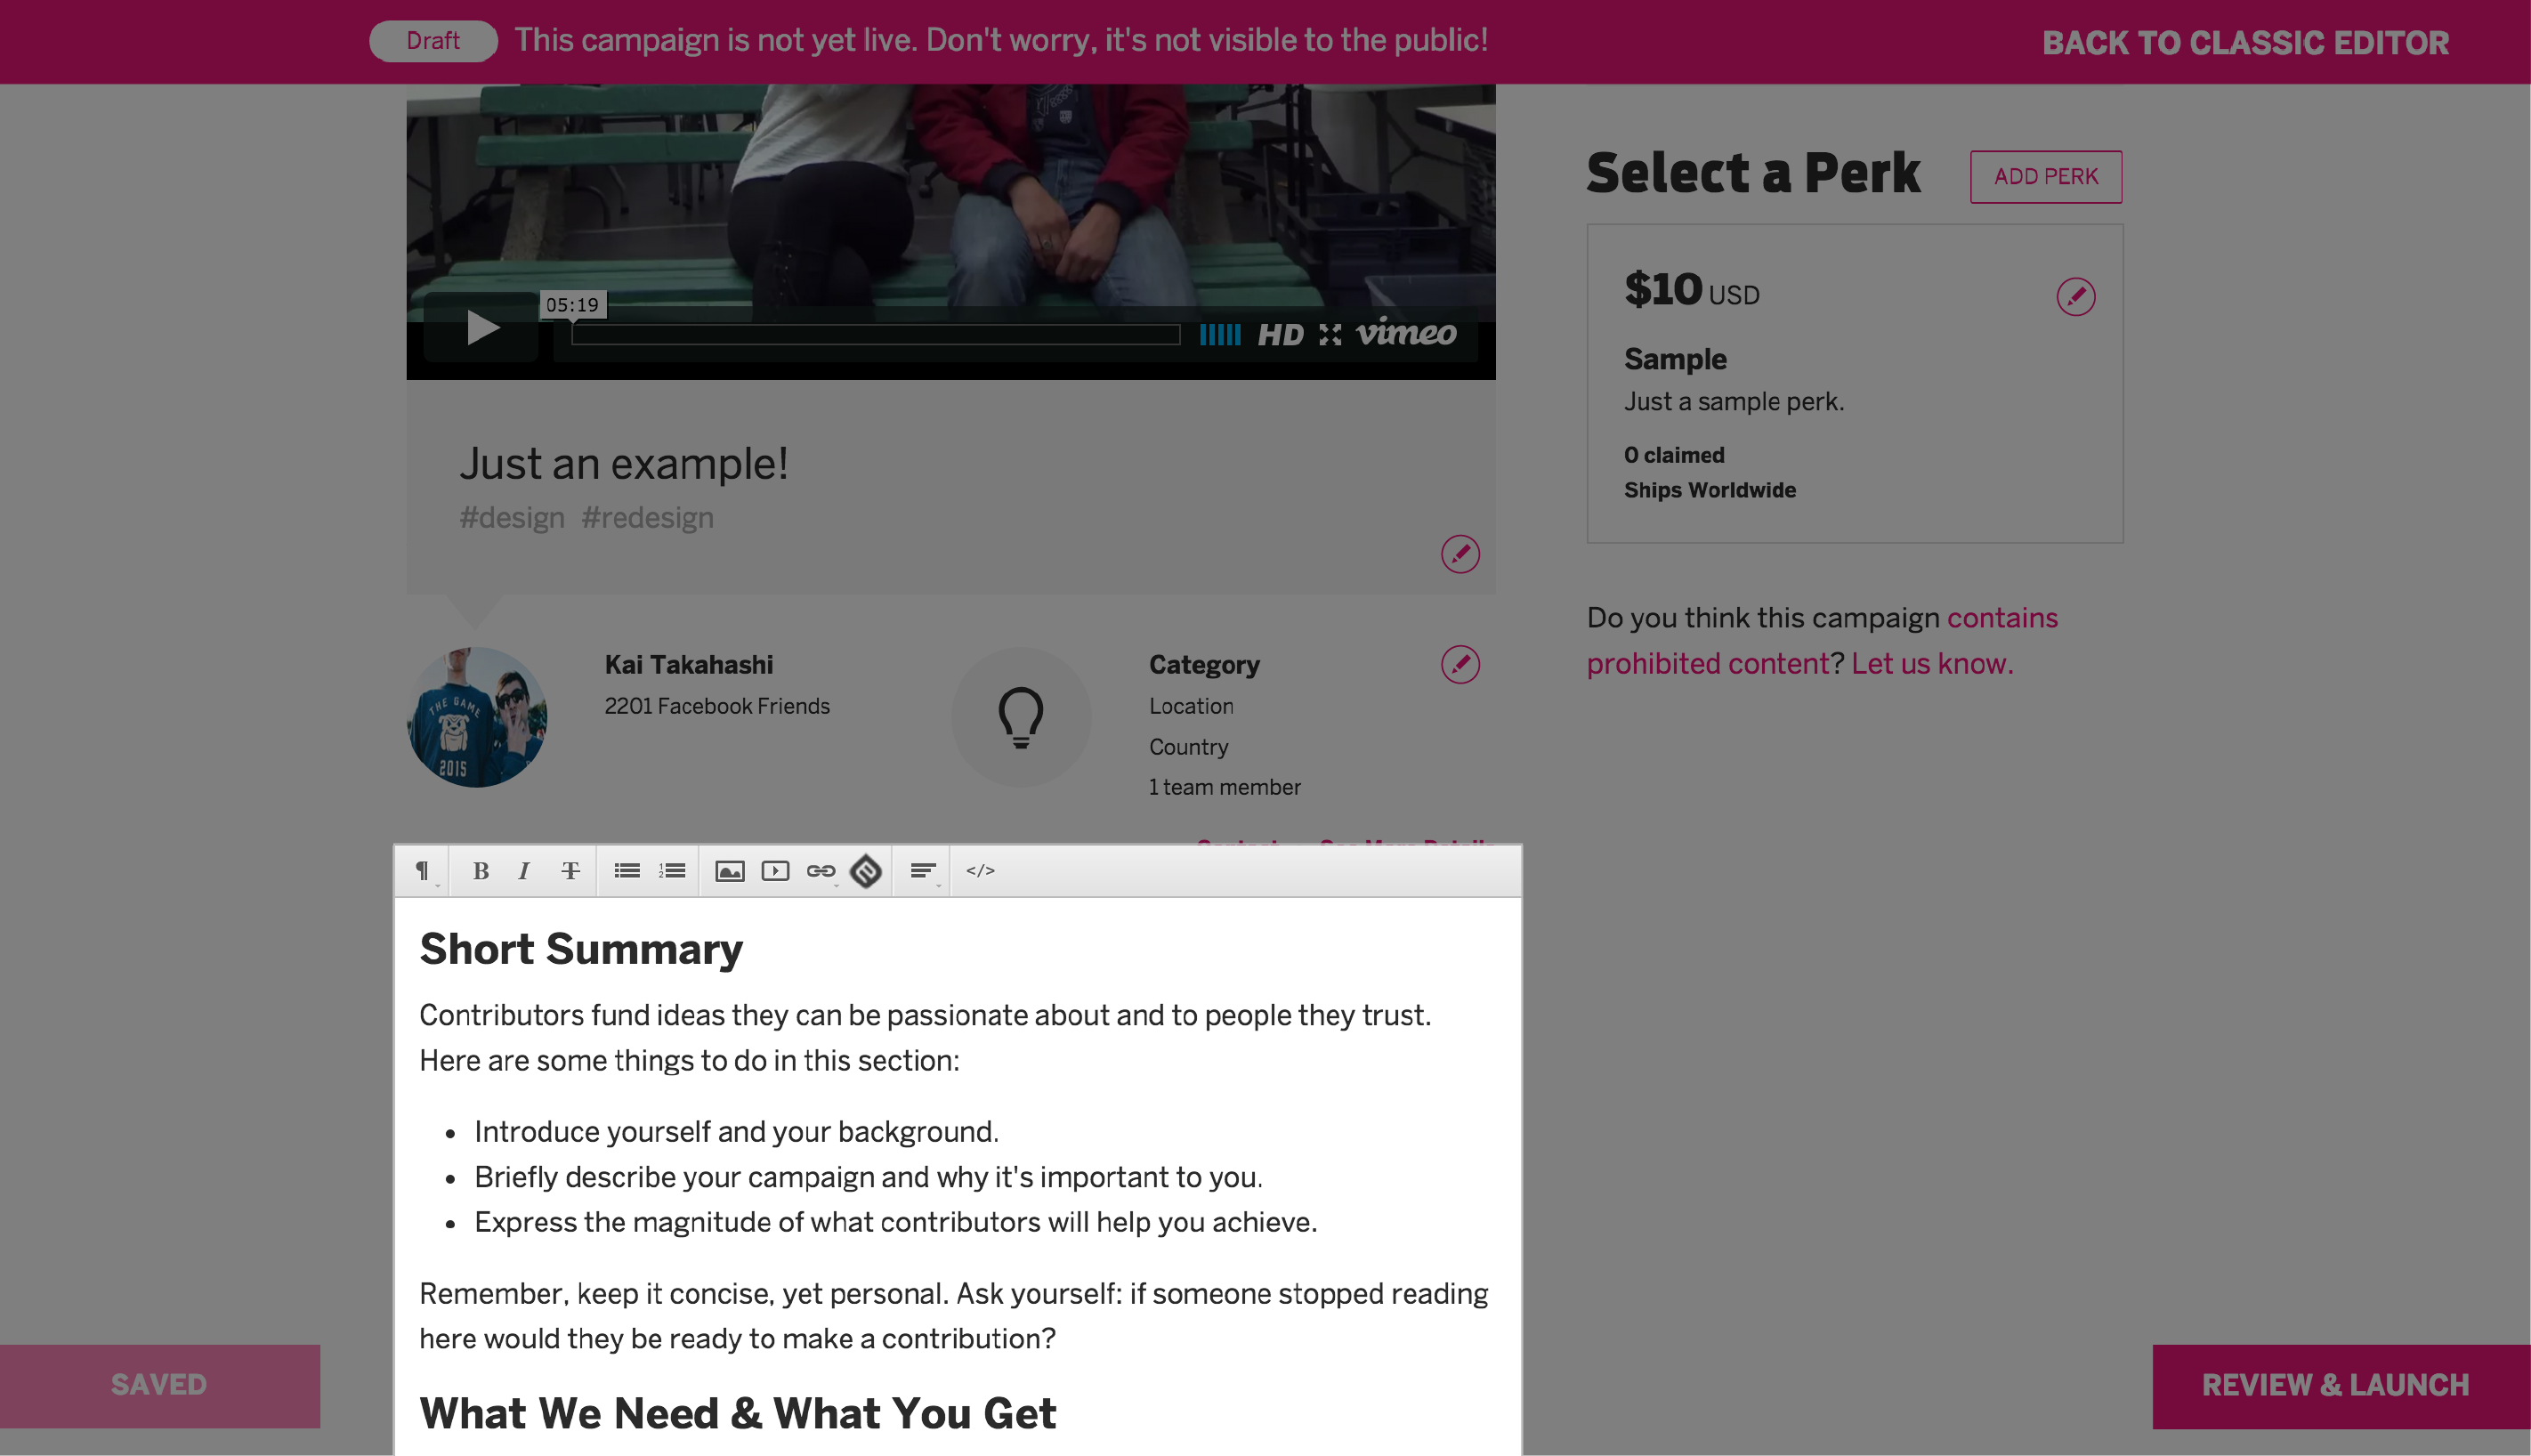 Draft This campaign is not yet live. Don't worry, it's not visible to the public! BACK TO CLASSIC EDITOR
05:19
HD vimeo
Just an example!
#design #redesign
Kai Takahashi
2201 Facebook Friends
THE GAME
2015
Category
Location
Country
1 team member
Select a Perk ADD PERK
$10 USD
Sample
Just a sample perk.
0 claimed
Ships Worldwide
Do you think this campaign contains
prohibited content? Let us know.
B I T </>
Short Summary
Contributors fund ideas they can be passionate about and to people they trust.
Here are some things to do in this section:
• Introduce yourself and your background.
• Briefly describe your campaign and why it's important to you.
• Express the magnitude of what contributors will help you achieve.
Remember, keep it concise, yet personal. Ask yourself: if someone stopped reading
here would they be ready to make a contribution?
What We Need & What You Get
SAVED
REVIEW & LAUNCH